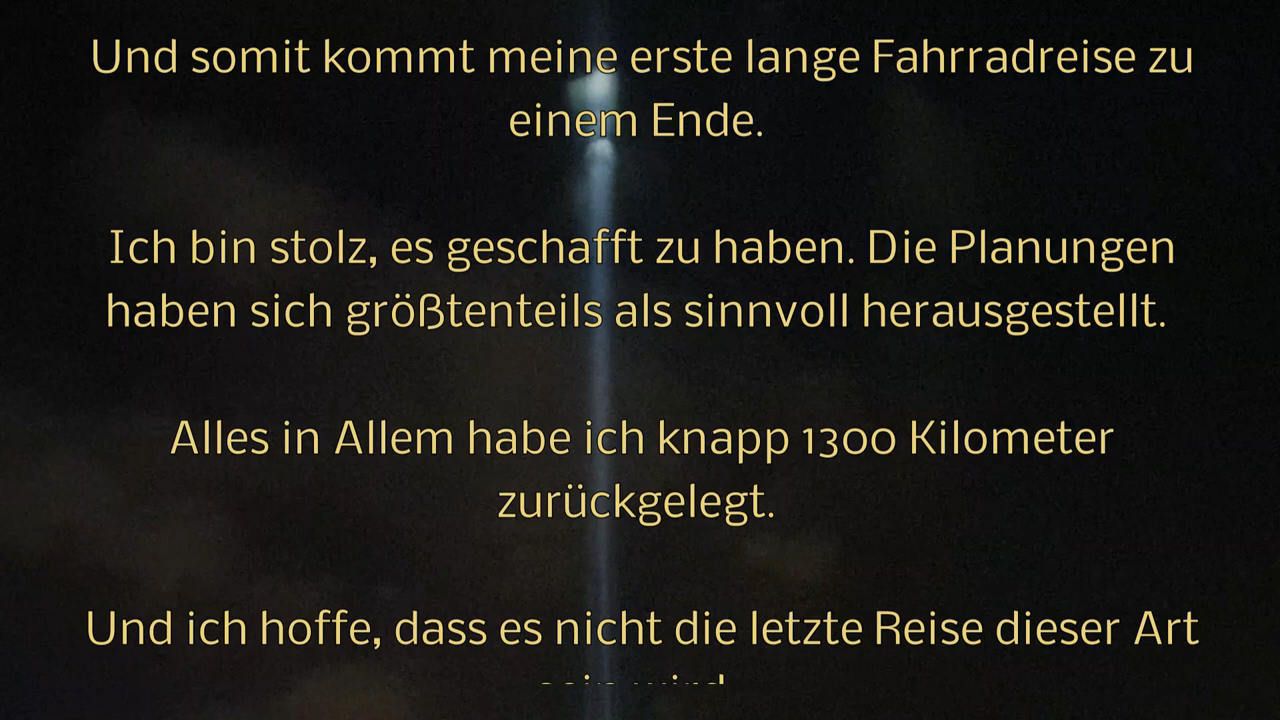 Und somit kommt meine erste lange Fahrradreise zu
einem Ende.
Ich bin stolz, es geschafft zu haben. Die Planungen
haben sich größtenteils als sinnvoll herausgestellt.
Alles in Allem habe ich knapp 1300 Kilometer
zurückgelegt.
Und ich hoffe, dass es nicht die letzte Reise dieser Art